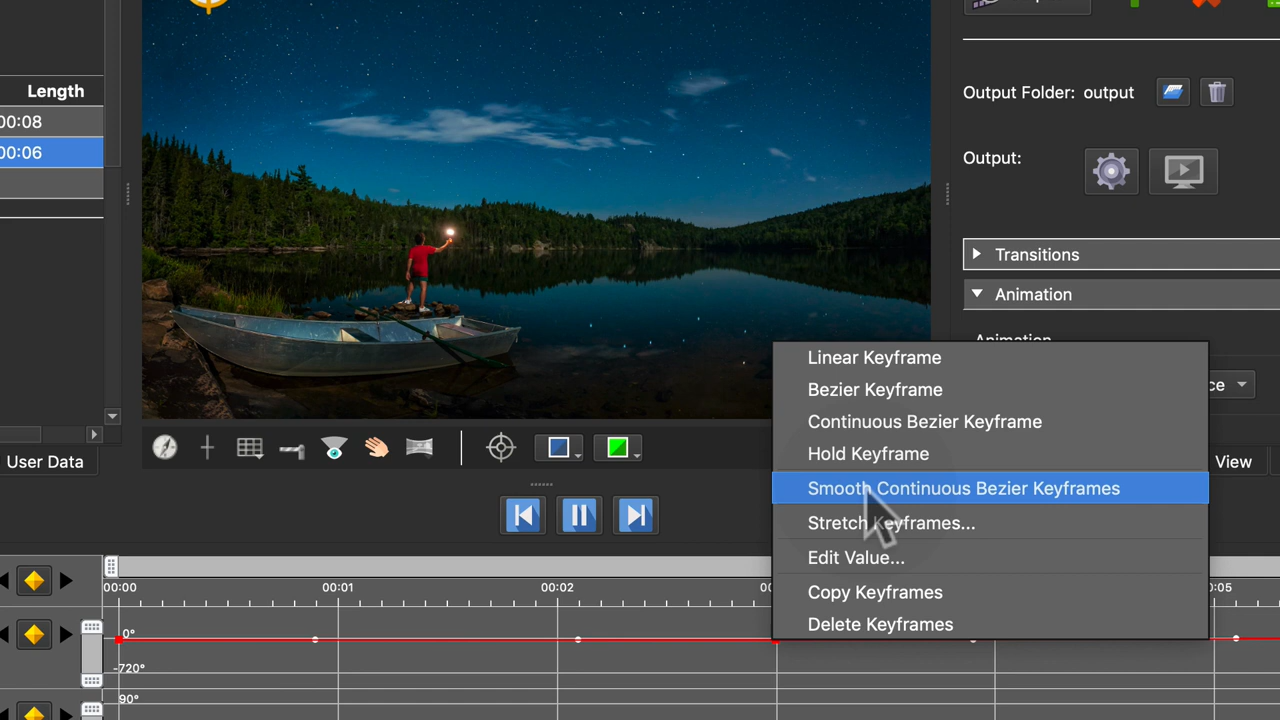 Length
00:08
00:06
Output Folder: output
Output:
Transitions
Animation
Linear Keyframe
Bezier Keyframe
Continuous Bezier Keyframe
Hold Keyframe
Smooth Continuous Bezier Keyframes
Stretch Keyframes...
Edit Value...
Copy Keyframes
Delete Keyframes
ce
User Data
View
00:00
00:01
00:02
0°
-720°
90°